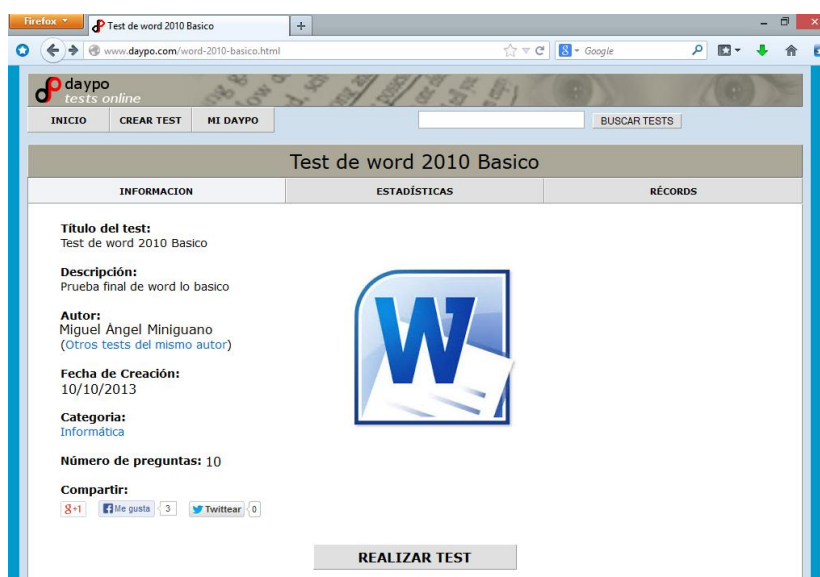 Firefox
Test de word 2010 Basico
www.daypo.com/word-2010-basico.html
Google
daypo
tests online
INICIO CREAR TEST MI DAYPO
BUSCAR TESTS
Test de word 2010 Basico
INFORMACION ESTADÍSTICAS RÉCORDS
Título del test:
Test de word 2010 Basico
Descripción:
Prueba final de word lo basico
Autor:
Miguel Ángel Miniguano
(Otros tests del mismo autor)
Fecha de Creación:
10/10/2013
Categoria:
Informática
Número de preguntas: 10
Compartir:
g+1 Me gusta 3 Twittear 0
W
REALIZAR TEST